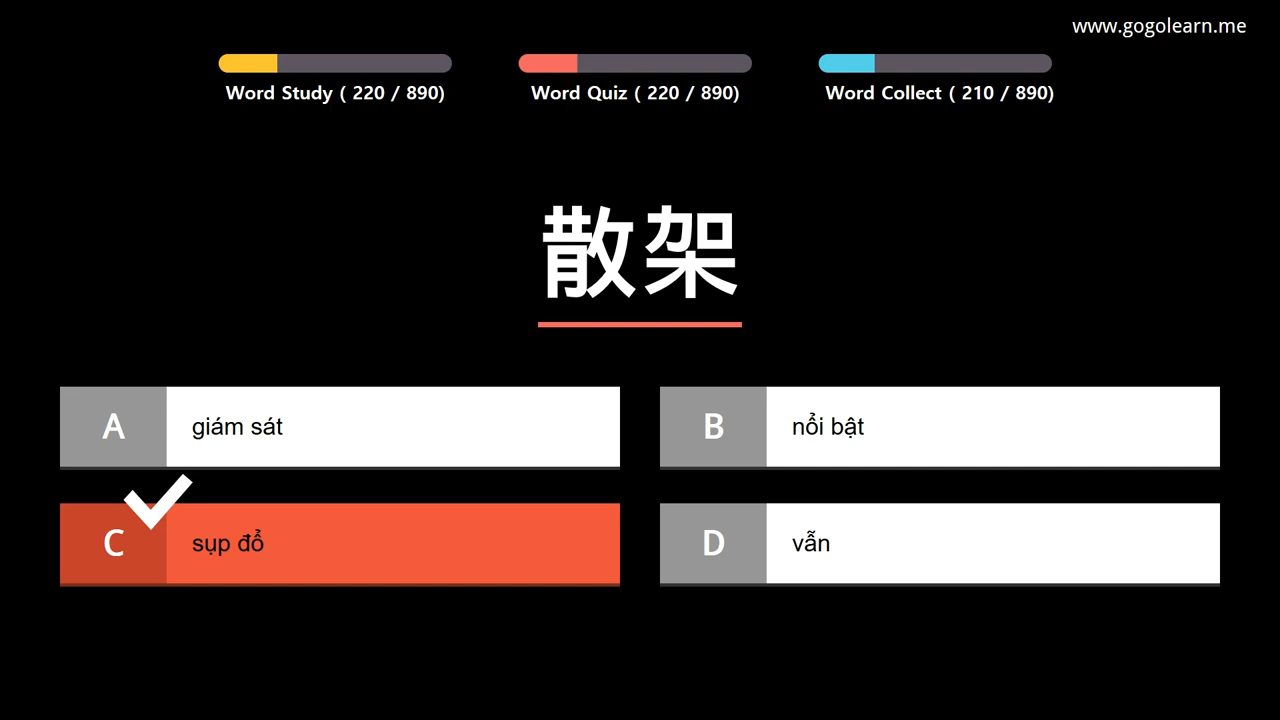 www.gogolearn.me
Word Study ( 220 / 890)
Word Quiz ( 220 / 890)
Word Collect ( 210 / 890)
散架
A
giám sát
B
nổi bật
C
sụp đổ
D
vẫn